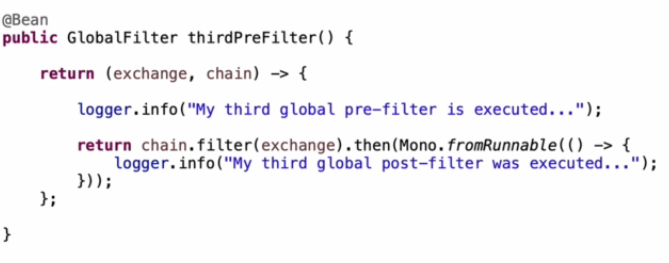 @Bean
public GlobalFilter thirdPreFilter() {
return (exchange, chain) -> {
logger.info("My third global pre-filter is executed...");
return chain.filter(exchange).then(Mono.fromRunnable(() -> {
logger.info("My third global post-filter was executed...");
}));
};
}